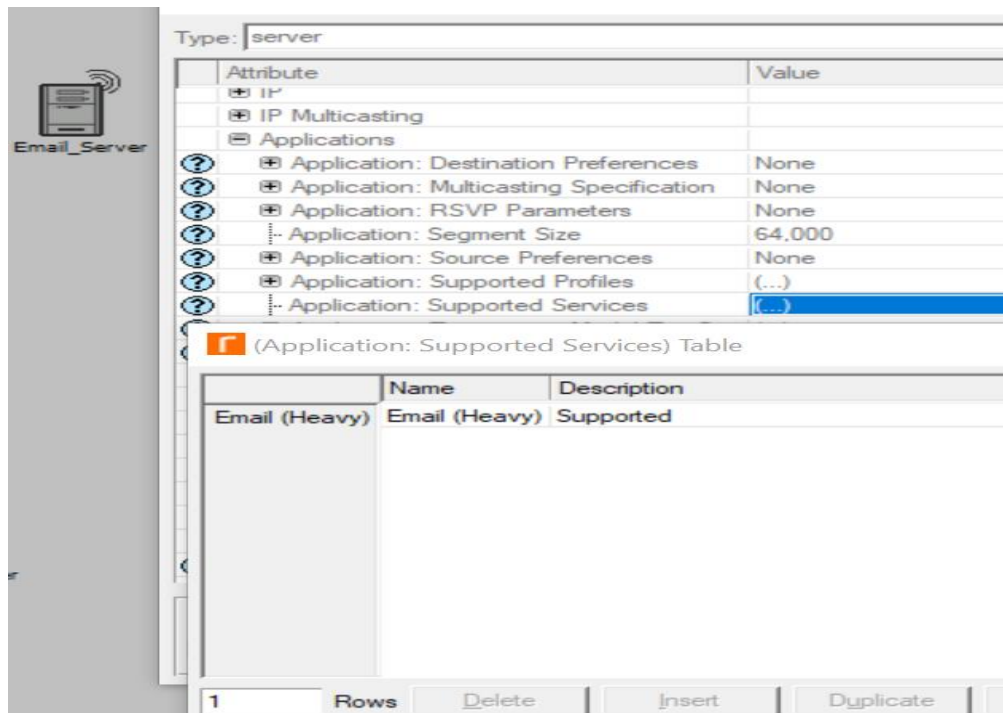 Type: server
Attribute Value
IP
IP Multicasting
Applications
Email_Server
Application: Destination Preferences None
Application: Multicasting Specification None
Application: RSVP Parameters None
Application: Segment Size 64,000
Application: Source Preferences None
Application: Supported Profiles (...)
Application: Supported Services (...)
(Application: Supported Services) Table
Name Description
Email (Heavy) Email (Heavy) Supported
1 Rows Delete Insert Duplicate